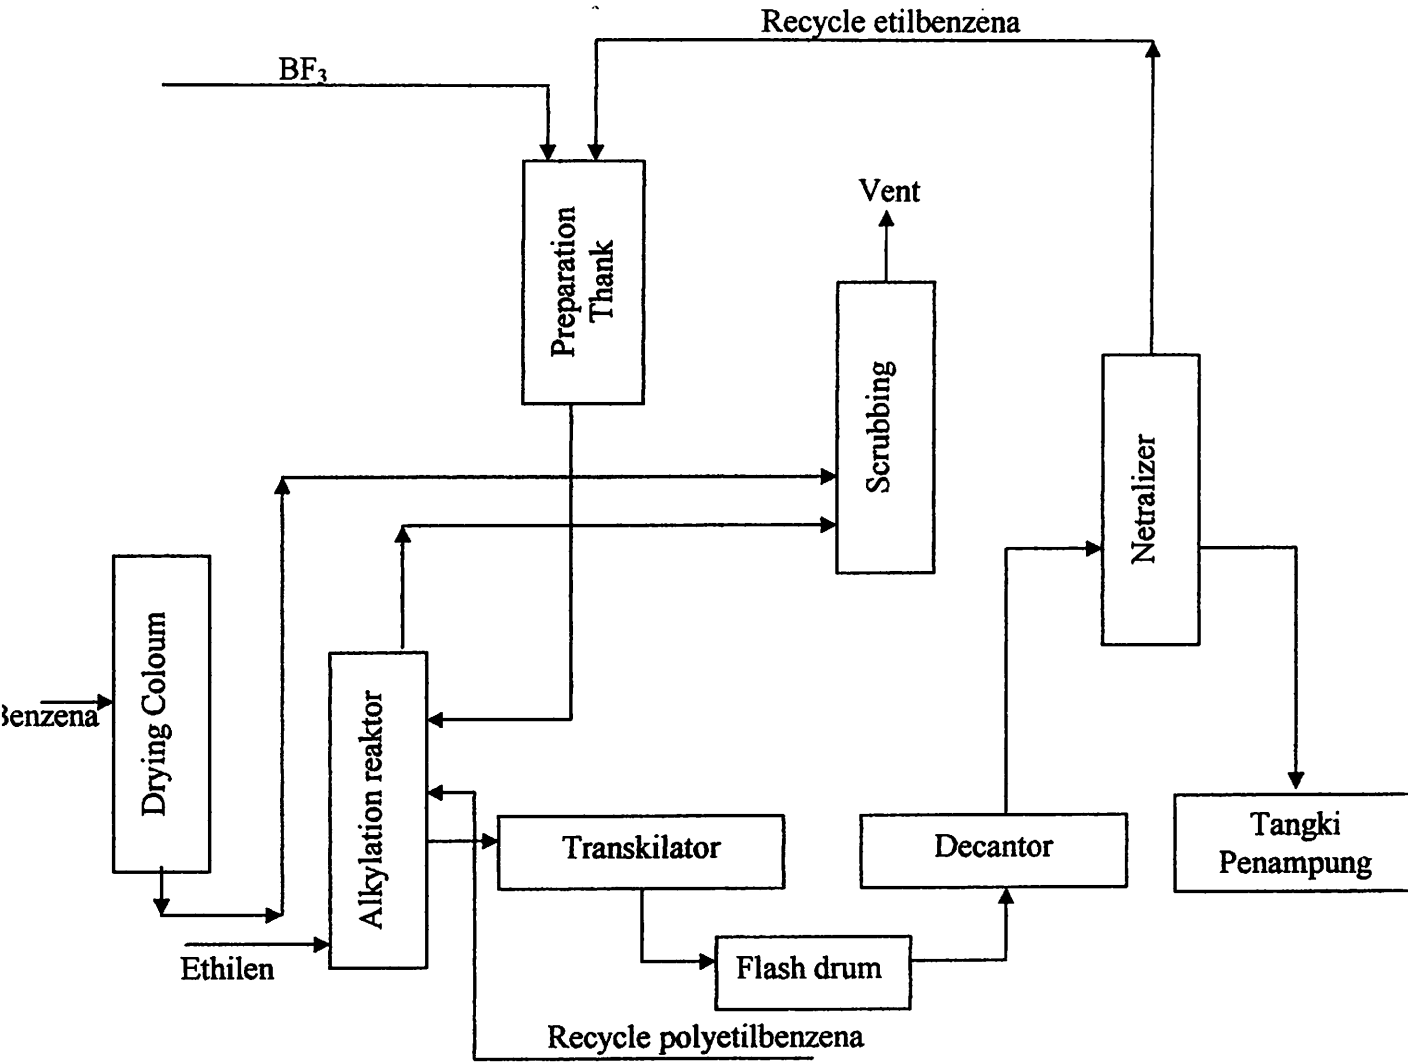 Recycle etilbenzena
BF3
Preparation
Thank
Vent
Scrubbing
Netralizer
Drying Coloum
Benzena
Alkylation reaktor
Transkilator
Decantor
Tangki
Penampung
Ethilen
Flash drum
Recycle polyetilbenzena